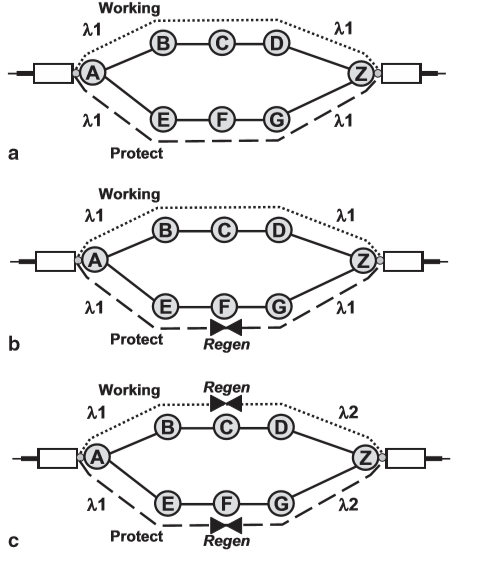 Working
λ1 λ1
B C D
A Z
E F G
λ1 λ1
Protect
a
Working
λ1 λ1
B C D
A Z
E F G
λ1 λ1
Protect Regen
b
Regen
Working
λ1 λ2
B C D
A Z
E F G
λ1 λ2
Protect Regen
c